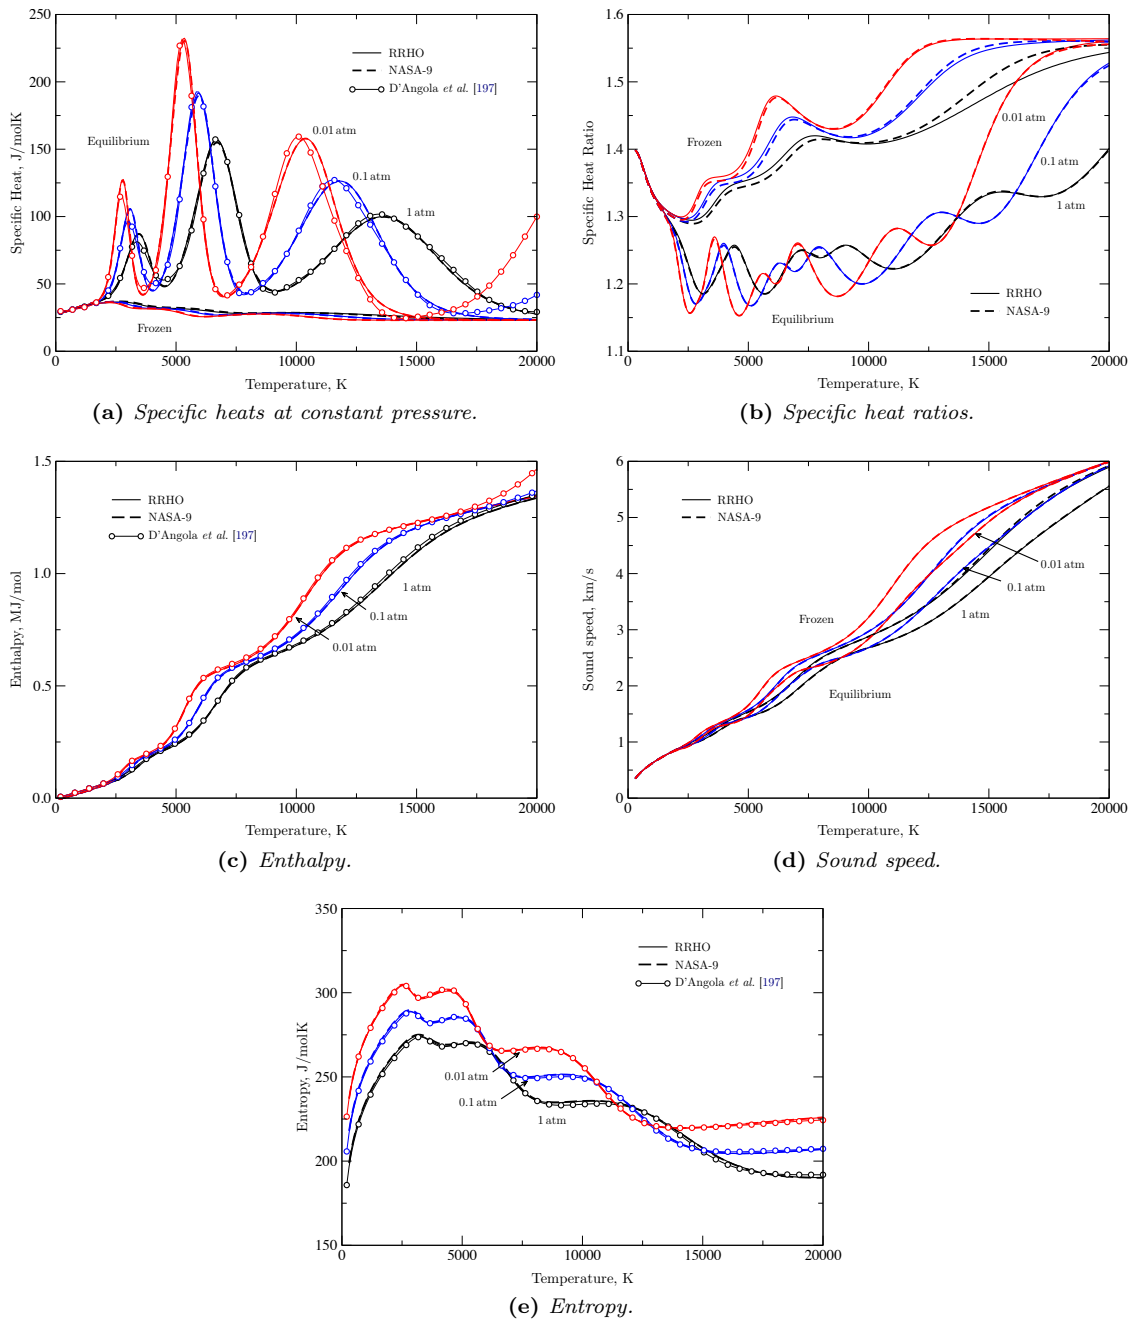 250
200
150
100
50
0
0
5000
10000
15000
20000
Specific Heat, J/molK
Temperature, K
RRHO
NASA-9
D'Angola et al. [197]
Equilibrium
0.01 atm
0.1 atm
1 atm
Frozen
(a) Specific heats at constant pressure.
1.6
1.5
1.4
1.3
1.2
1.1
0
5000
10000
15000
20000
Specific Heat Ratio
Temperature, K
Frozen
0.01 atm
0.1 atm
1 atm
RRHO
NASA-9
Equilibrium
(b) Specific heat ratios.
1.5
1.0
0.5
0.0
0
5000
10000
15000
20000
Enthalpy, MJ/mol
Temperature, K
RRHO
NASA-9
D'Angola et al. [197]
1 atm
0.1 atm
0.01 atm
(c) Enthalpy.
6
5
4
3
2
1
0
0
5000
10000
15000
20000
Sound speed, km/s
Temperature, K
RRHO
NASA-9
0.01 atm
0.1 atm
1 atm
Frozen
Equilibrium
(d) Sound speed.
350
300
250
200
150
0
5000
10000
15000
20000
Entropy, J/molK
Temperature, K
RRHO
NASA-9
D'Angola et al. [197]
0.01 atm
0.1 atm
1 atm
(e) Entropy.